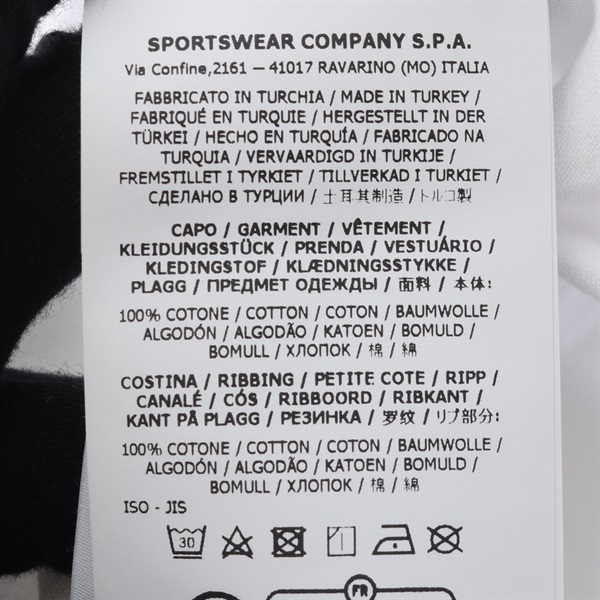 SPORTSWEAR COMPANY S.P.A.
Via Confine,2161 — 41017 RAVARINO (MO) ITALIA
FABBRICATO IN TURCHIA / MADE IN TURKEY /
FABRIQUÉ EN TURQUIE / HERGESTELLT IN DER
TÜRKEI / HECHO EN TURQUÍA / FABRICADO NA
TURQUIA / VERVAARDIGD IN TURKIJE /
FREMSTILLET I TYRKIET / TILLVERKAD I TURKIET /
СДЕЛАНО В ТУРЦИИ / 土耳其制造 / トルコ製
CAPO / GARMENT / VÊTEMENT /
KLEIDUNGSSTÜCK / PRENDA / VESTUÁRIO /
KLEDINGSTOF / KLÆDNINGSSTYKKE /
PLAGG / ПРЕДМЕТ ОДЕЖДЫ / 面料 / 本体:
100% COTONE / COTTON / COTON / BAUMWOLLE /
ALGODÓN / ALGODÃO / KATOEN / BOMULD /
BOMULL / ХЛОПОК / 棉 / 綿
COSTINA / RIBBING / PETITE COTE / RIPP /
CANALÉ / CÓS / RIBBOORD / RIBKANT /
KANT PÅ PLAGG / РЕЗИНКА / 罗纹 / リブ部分:
100% COTONE / COTTON / COTON / BAUMWOLLE /
ALGODÓN / ALGODÃO / KATOEN / BOMULD /
BOMULL / ХЛОПОК / 棉 / 綿
ISO - JIS
30
FR